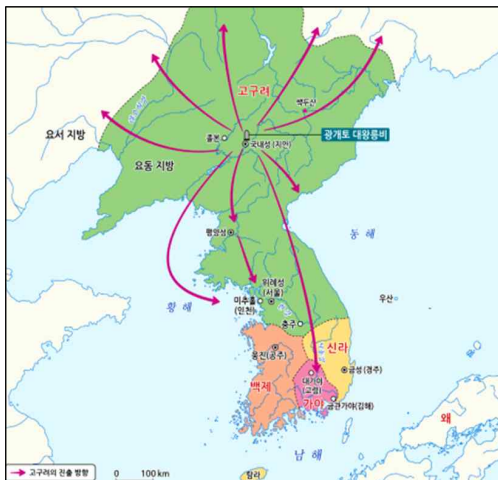 고구려
백두산
광개토 대왕릉비
졸본
국내성(지안)
요서 지방
요동 지방
평양성
동 해
위례성
(서울)
미추홀
(인천)
황 해
우산
충주
신라
웅진(공주)
금성(경주)
대가야
(고령)
백제
가야
금관가야(김해)
왜
남 해
탐라
고구려의 진출 방향
0 100 km